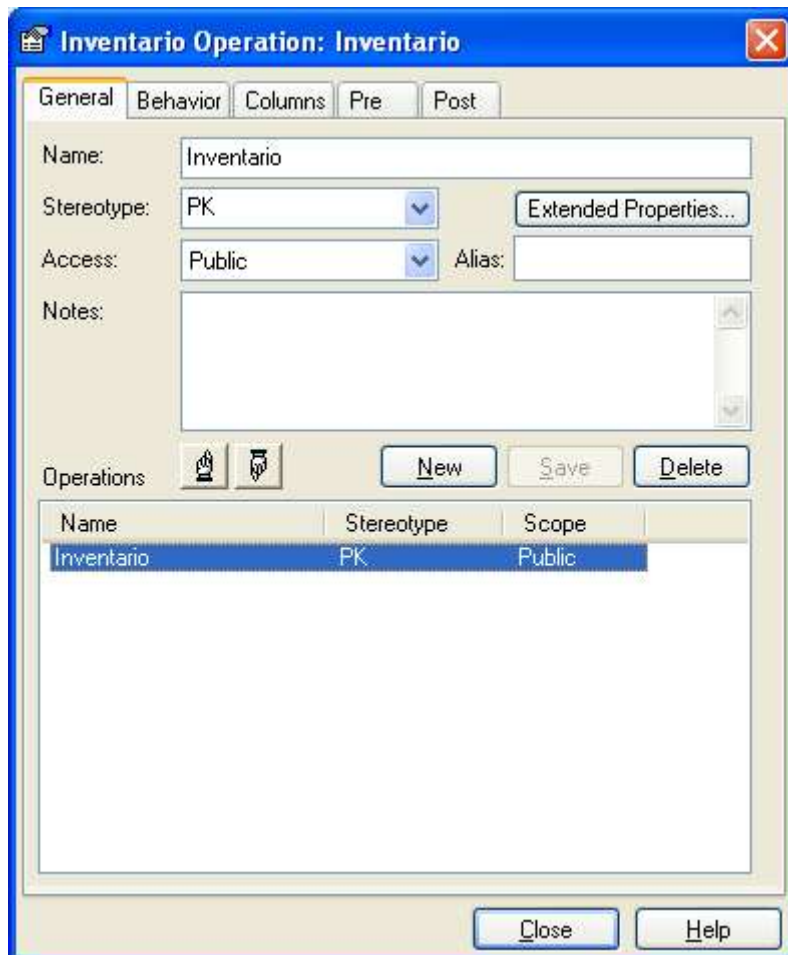 Inventario Operation: Inventario
General Behavior Columns Pre Post
Name: Inventario
Stereotype: PK Extended Properties...
Access: Public Alias:
Notes:
Operations New Save Delete
Name Stereotype Scope
Inventario PK Public
Close Help